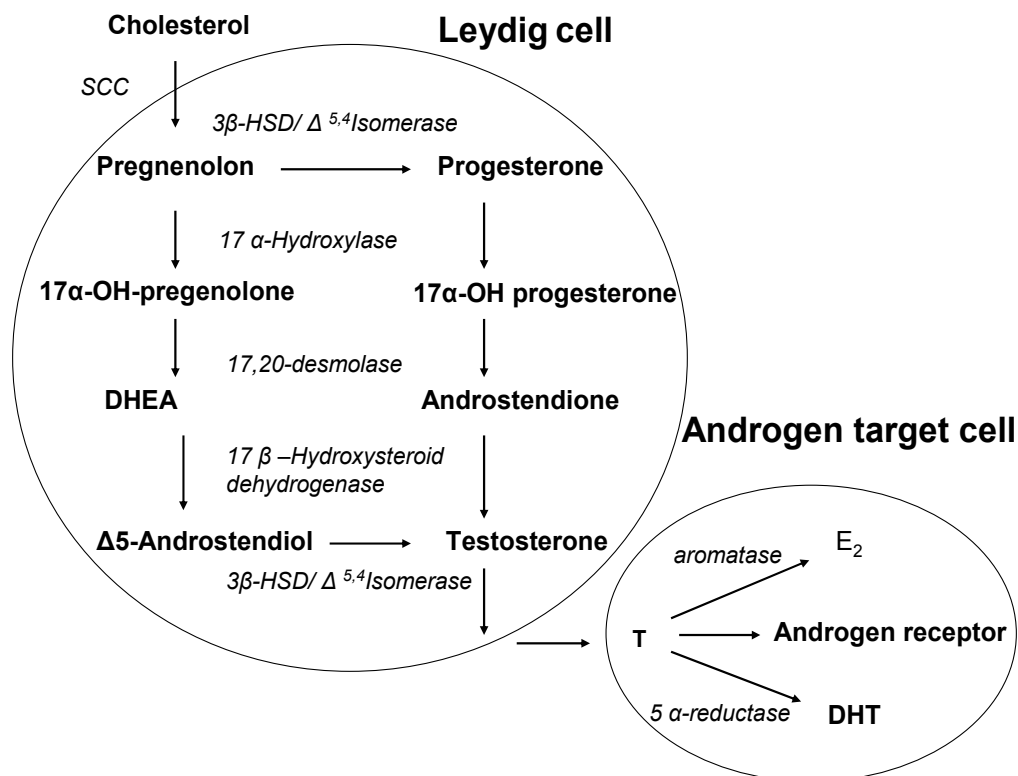 Cholesterol
Leydig cell
SCC
3β-HSD/ Δ 5,4Isomerase
Pregnenolon
Progesterone
17 α-Hydroxylase
17α-OH-pregenolone
17α-OH progesterone
17,20-desmolase
DHEA
Androstendione
Androgen target cell
17 β –Hydroxysteroid
dehydrogenase
Δ5-Androstendiol
Testosterone
3β-HSD/ Δ 5,4Isomerase
aromatase
E2
T
Androgen receptor
5 α-reductase
DHT